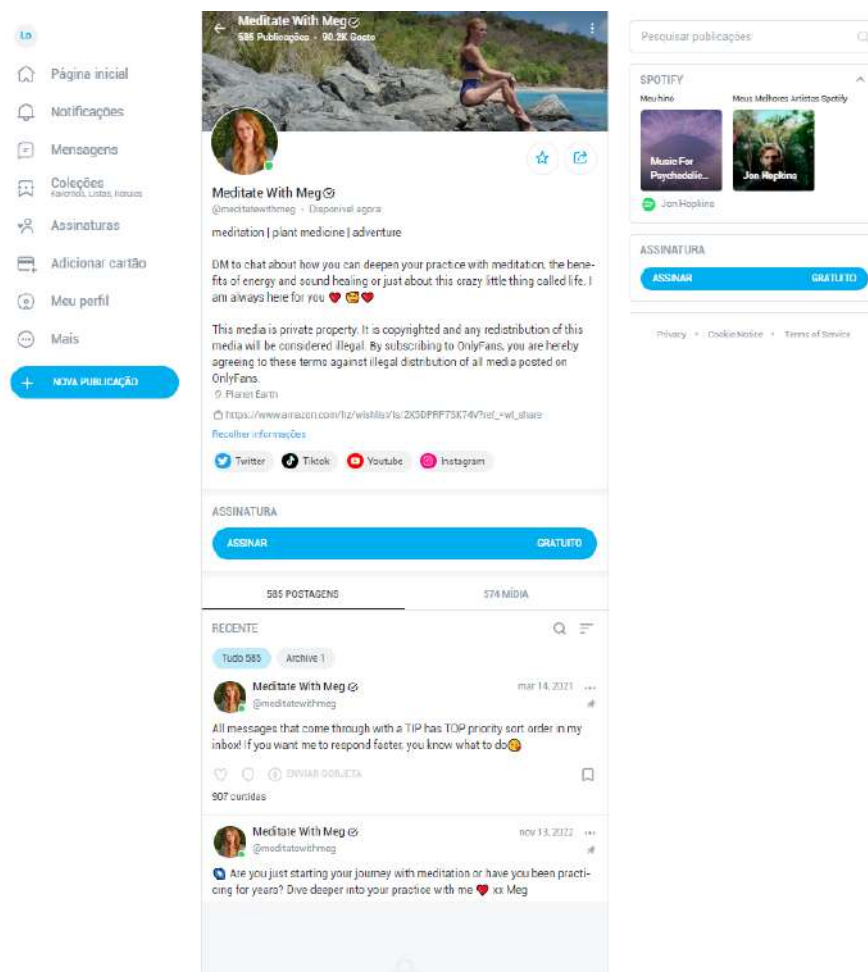 Lo
Página inicial
Notificações
Mensagens
Coleções
Favoritos, Listas, Rótulos
Assinaturas
Adicionar cartão
Meu perfil
Mais
+ NOVA PUBLICAÇÃO
Meditate With Meg
585 Publicações · 90.2K Gosto
Meditate With Meg
@meditatewithmeg · Disponível agora
meditation | plant medicine | adventure
DM to chat about how you can deepen your practice with meditation, the bene-
fits of energy and sound healing or just about this crazy little thing called life. I
am always here for you
This media is private property. It is copyrighted and any redistribution of this
media will be considered illegal. By subscribing to OnlyFans, you are hereby
agreeing to these terms against illegal distribution of all media posted on
OnlyFans.
Planet Earth
Recolher informações
Twitter Tiktok Youtube Instagram
ASSINATURA
ASSINAR GRATUITO
585 POSTAGENS 574 MÍDIA
RECENTE
Tudo 585 Archive 1
Meditate With Meg mar 14, 2021
@meditatewithmeg
All messages that come through with a TIP has TOP priority sort order in my
inbox! If you want me to respond faster, you know what to do
ENVIAR GORJETA
907 curtidas
Meditate With Meg nov 13, 2022
@meditatewithmeg
Are you just starting your journey with meditation or have you been practi-
cing for years? Dive deeper into your practice with me xx Meg
Pesquisar publicações
SPOTIFY
Meu hino Meus Melhores Artistas Spotify
Music For
Psychedelic...
Jon Hopkins
Jon Hopkins
ASSINATURA
ASSINAR GRATUITO
Privacy · Cookie Notice · Terms of Service